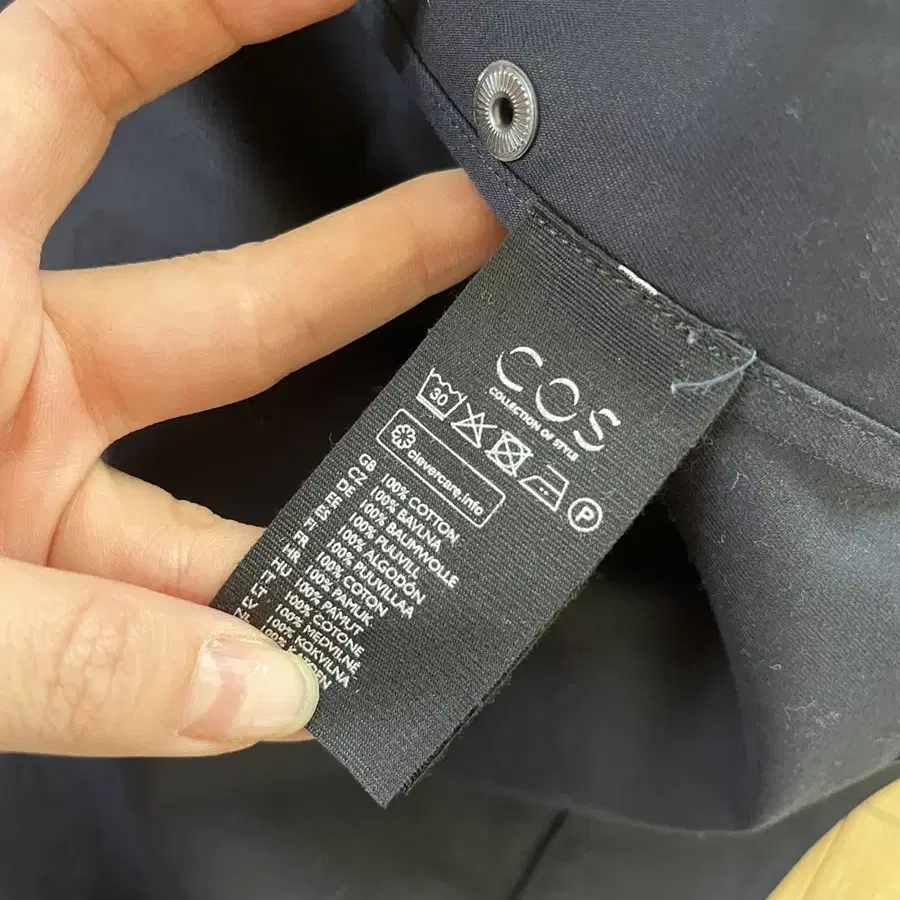 COS
COLLECTION OF STYLE
30
P
clevercare.info
GB 100% COTTON
CZ 100% BAVLNA
DE 100% BAUMWOLLE
EE 100% PUUVILL
ES 100% ALGODÓN
FI 100% PUUVILLAA
FR 100% COTON
HR 100% PAMUK
HU 100% PAMUT
IT 100% COTONE
LT 100% MEDVILNĖ
LV 100% KOKVILNA
NL 100%